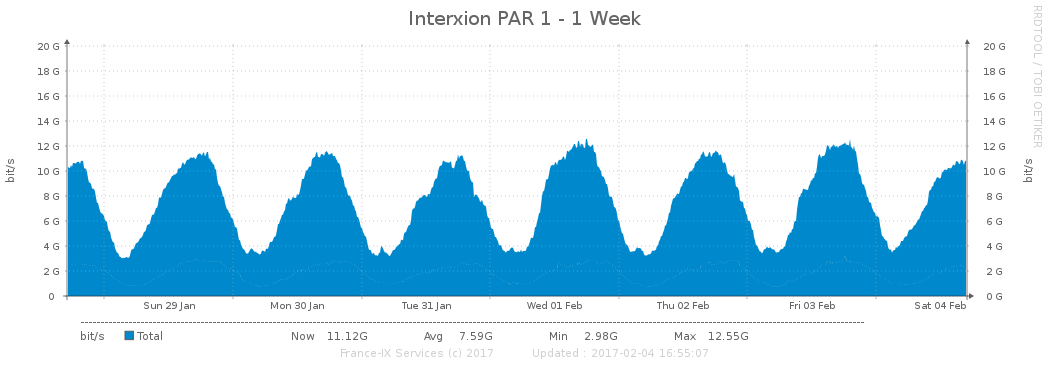 Interxion PAR 1 - 1 Week
RRDTOOL / TOBI OETIKER
bit/s
20 G 20 G
18 G 18 G
16 G 16 G
14 G 14 G
12 G 12 G
10 G 10 G
8 G 8 G
6 G 6 G
4 G 4 G
2 G 2 G
0 0 G
bit/s
Sun 29 Jan Mon 30 Jan Tue 31 Jan Wed 01 Feb Thu 02 Feb Fri 03 Feb Sat 04 Feb
bit/s Total Now 11.12G Avg 7.59G Min 2.98G Max 12.55G
France-IX Services (c) 2017 Updated : 2017-02-04 16:55:07